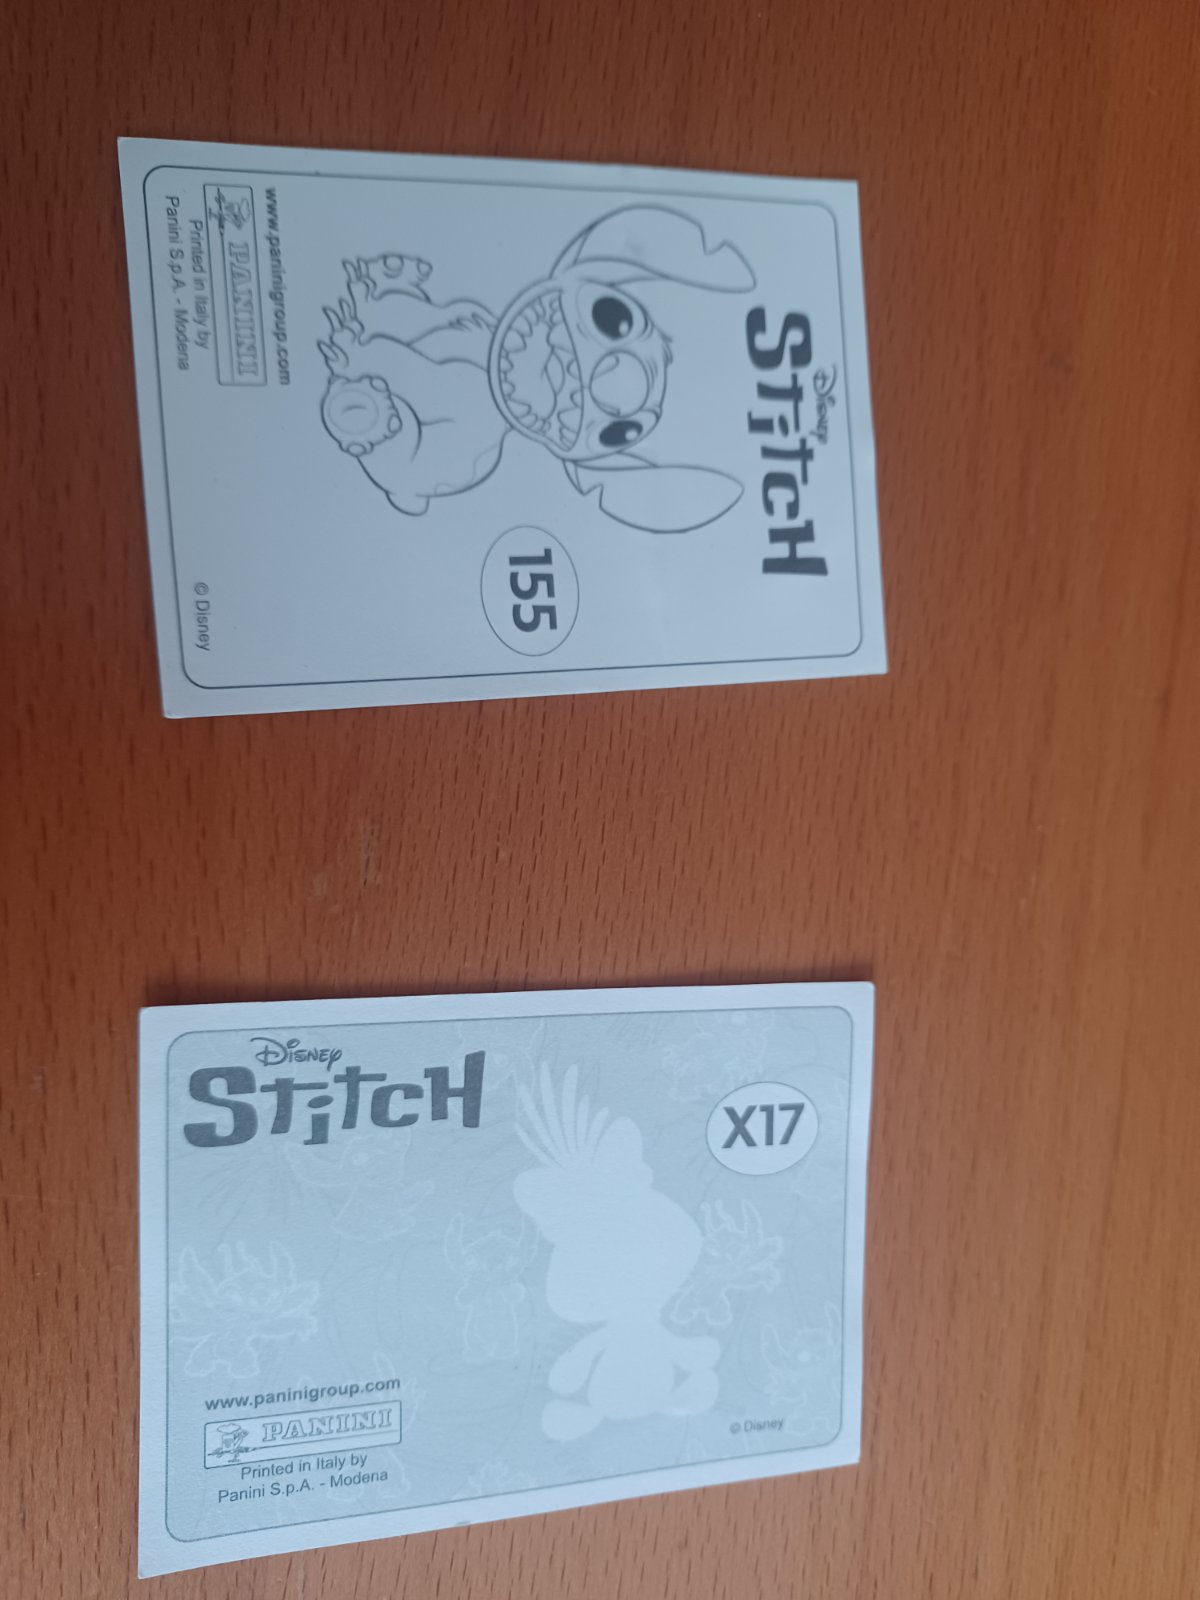 Disney
Stitch
155
www.paninigroup.com
PANINI
Printed in Italy by
Panini S.p.A. - Modena
© Disney
Disney
Stitch
X17
www.paninigroup.com
PANINI
Printed in Italy by
Panini S.p.A. - Modena
© Disney